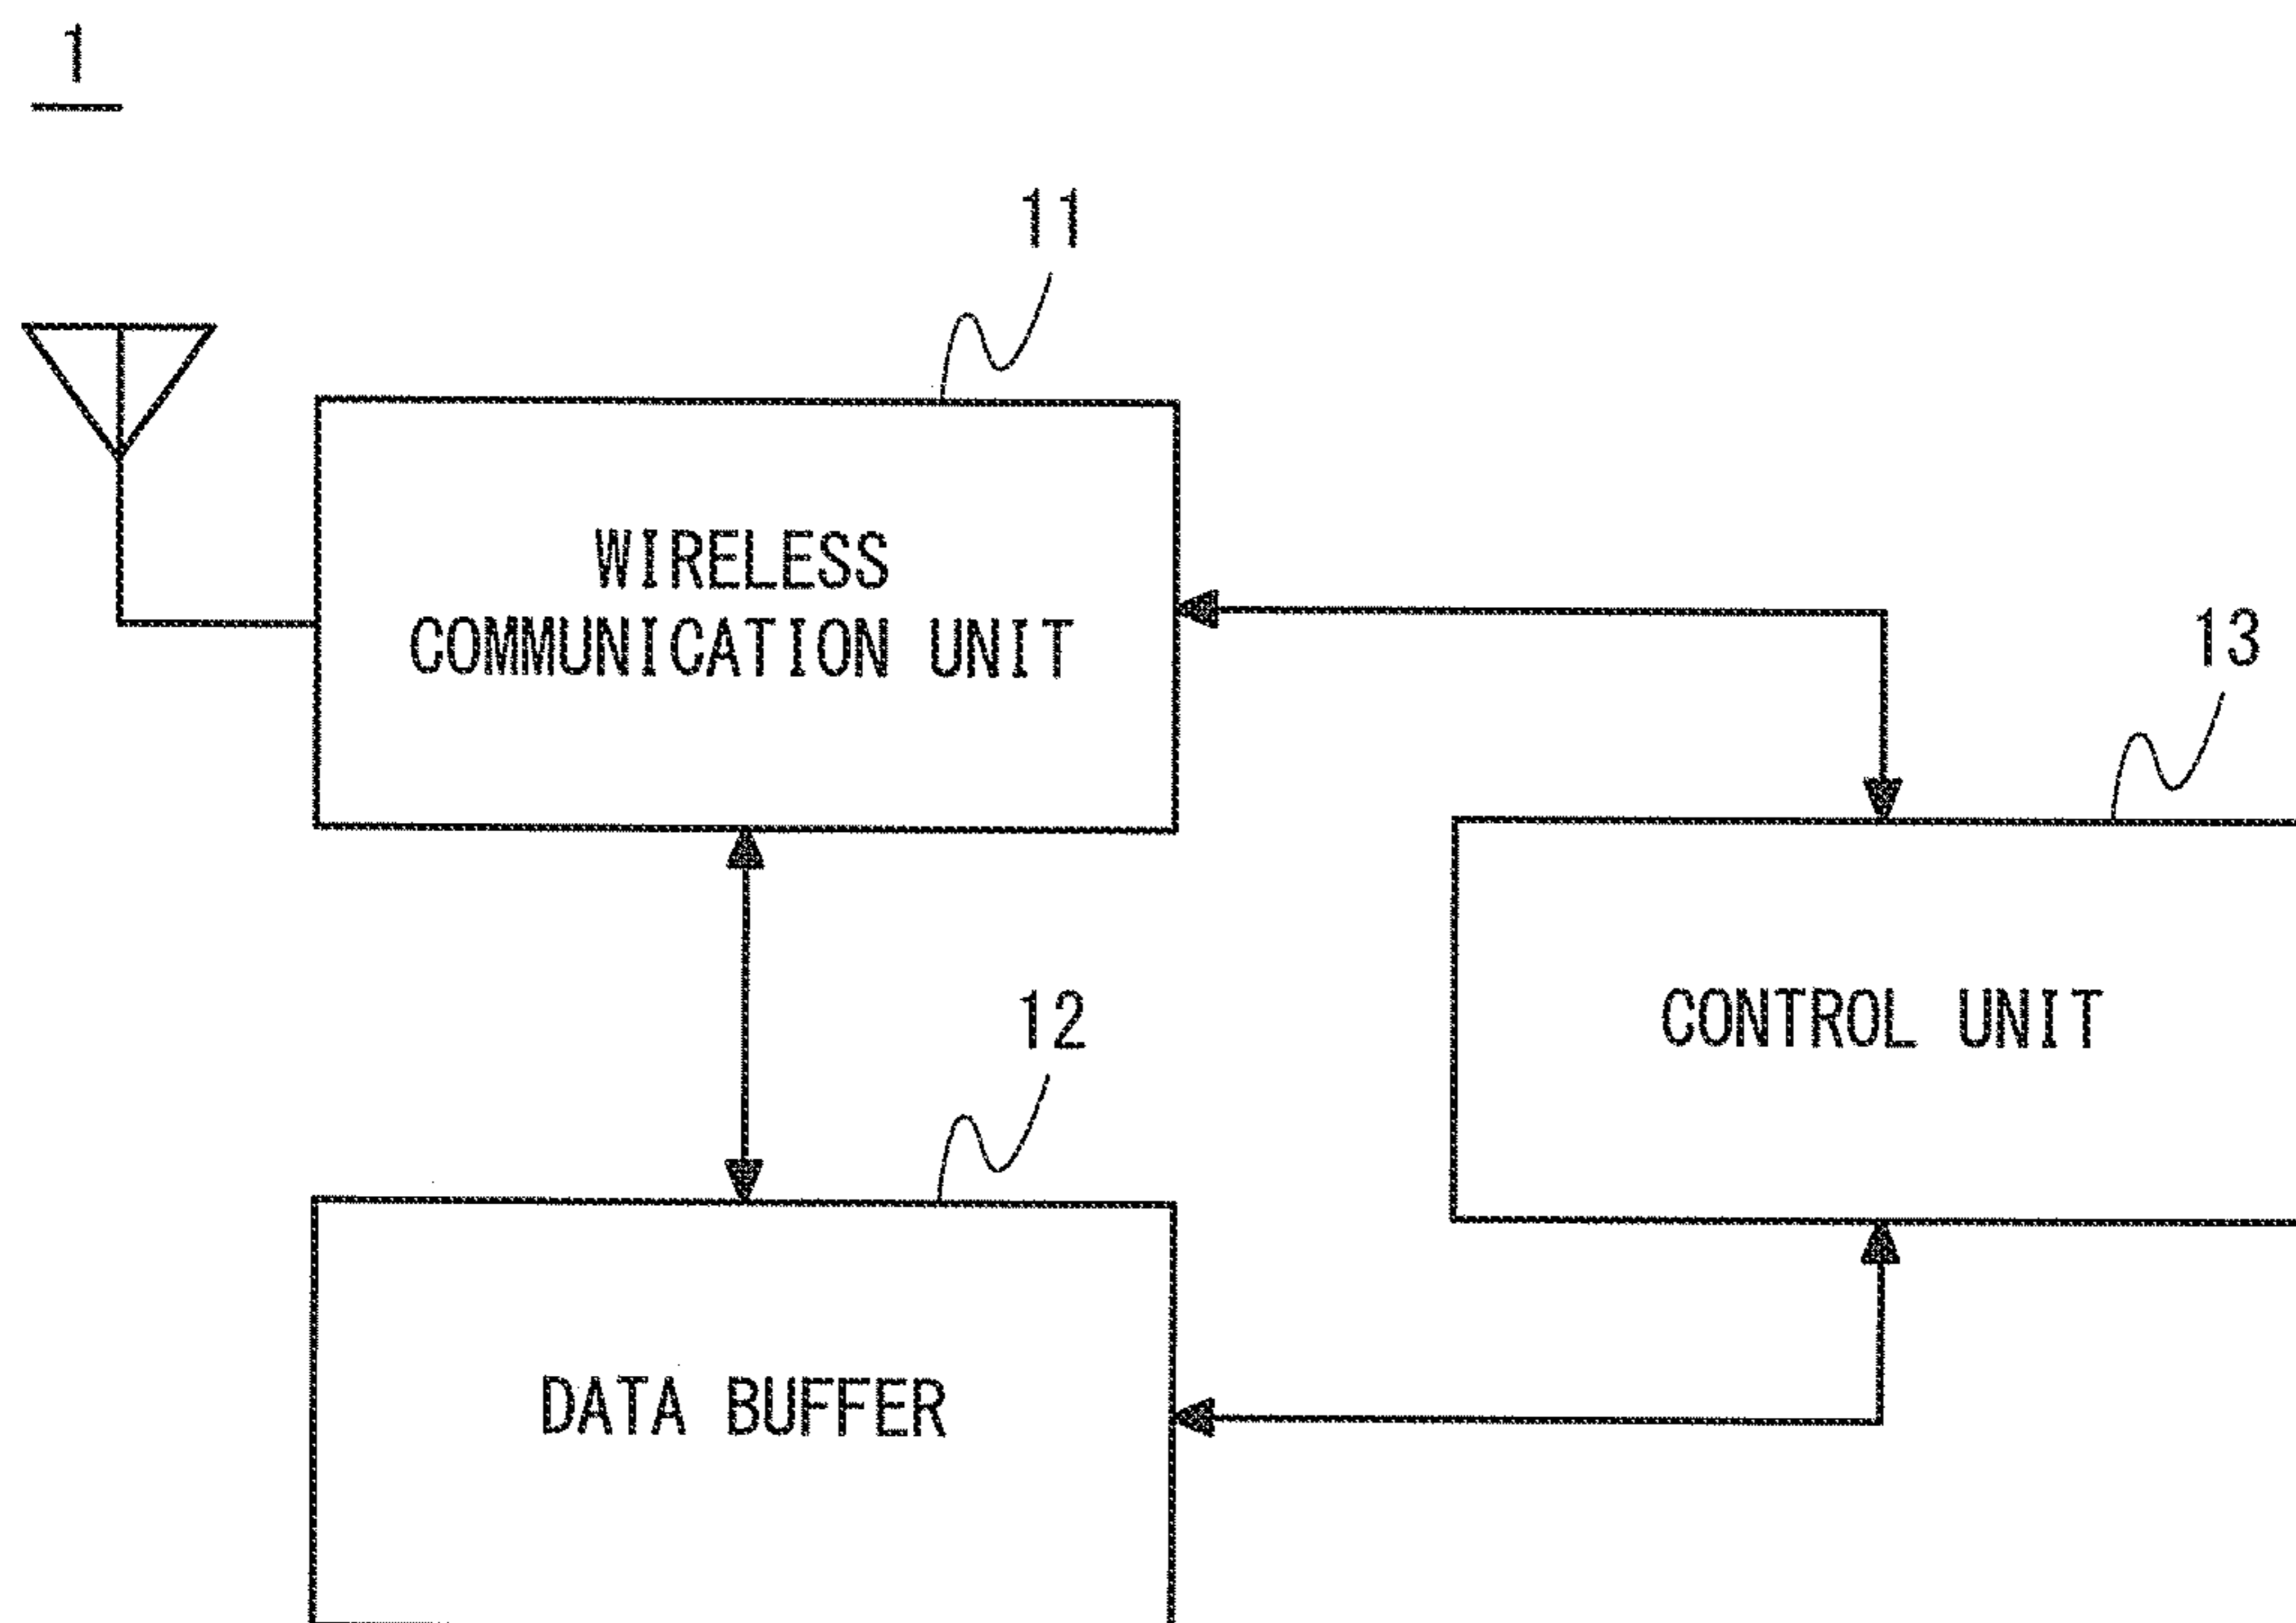 1
11
WIRELESS
COMMUNICATION UNIT
13
CONTROL UNIT
12
DATA BUFFER